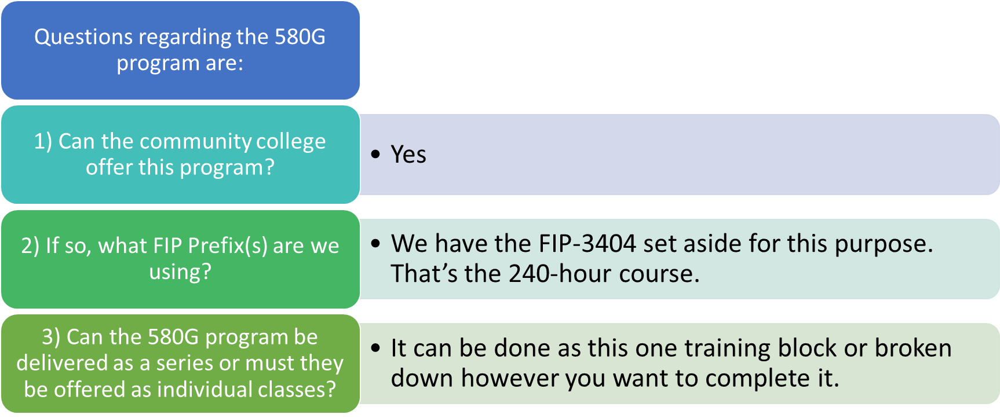 Questions regarding the 580G
program are:
1) Can the community college
offer this program?
• Yes
2) If so, what FIP Prefix(s) are we
using?
• We have the FIP-3404 set aside for this purpose.
That’s the 240-hour course.
3) Can the 580G program be
delivered as a series or must they
be offered as individual classes?
• It can be done as this one training block or broken
down however you want to complete it.